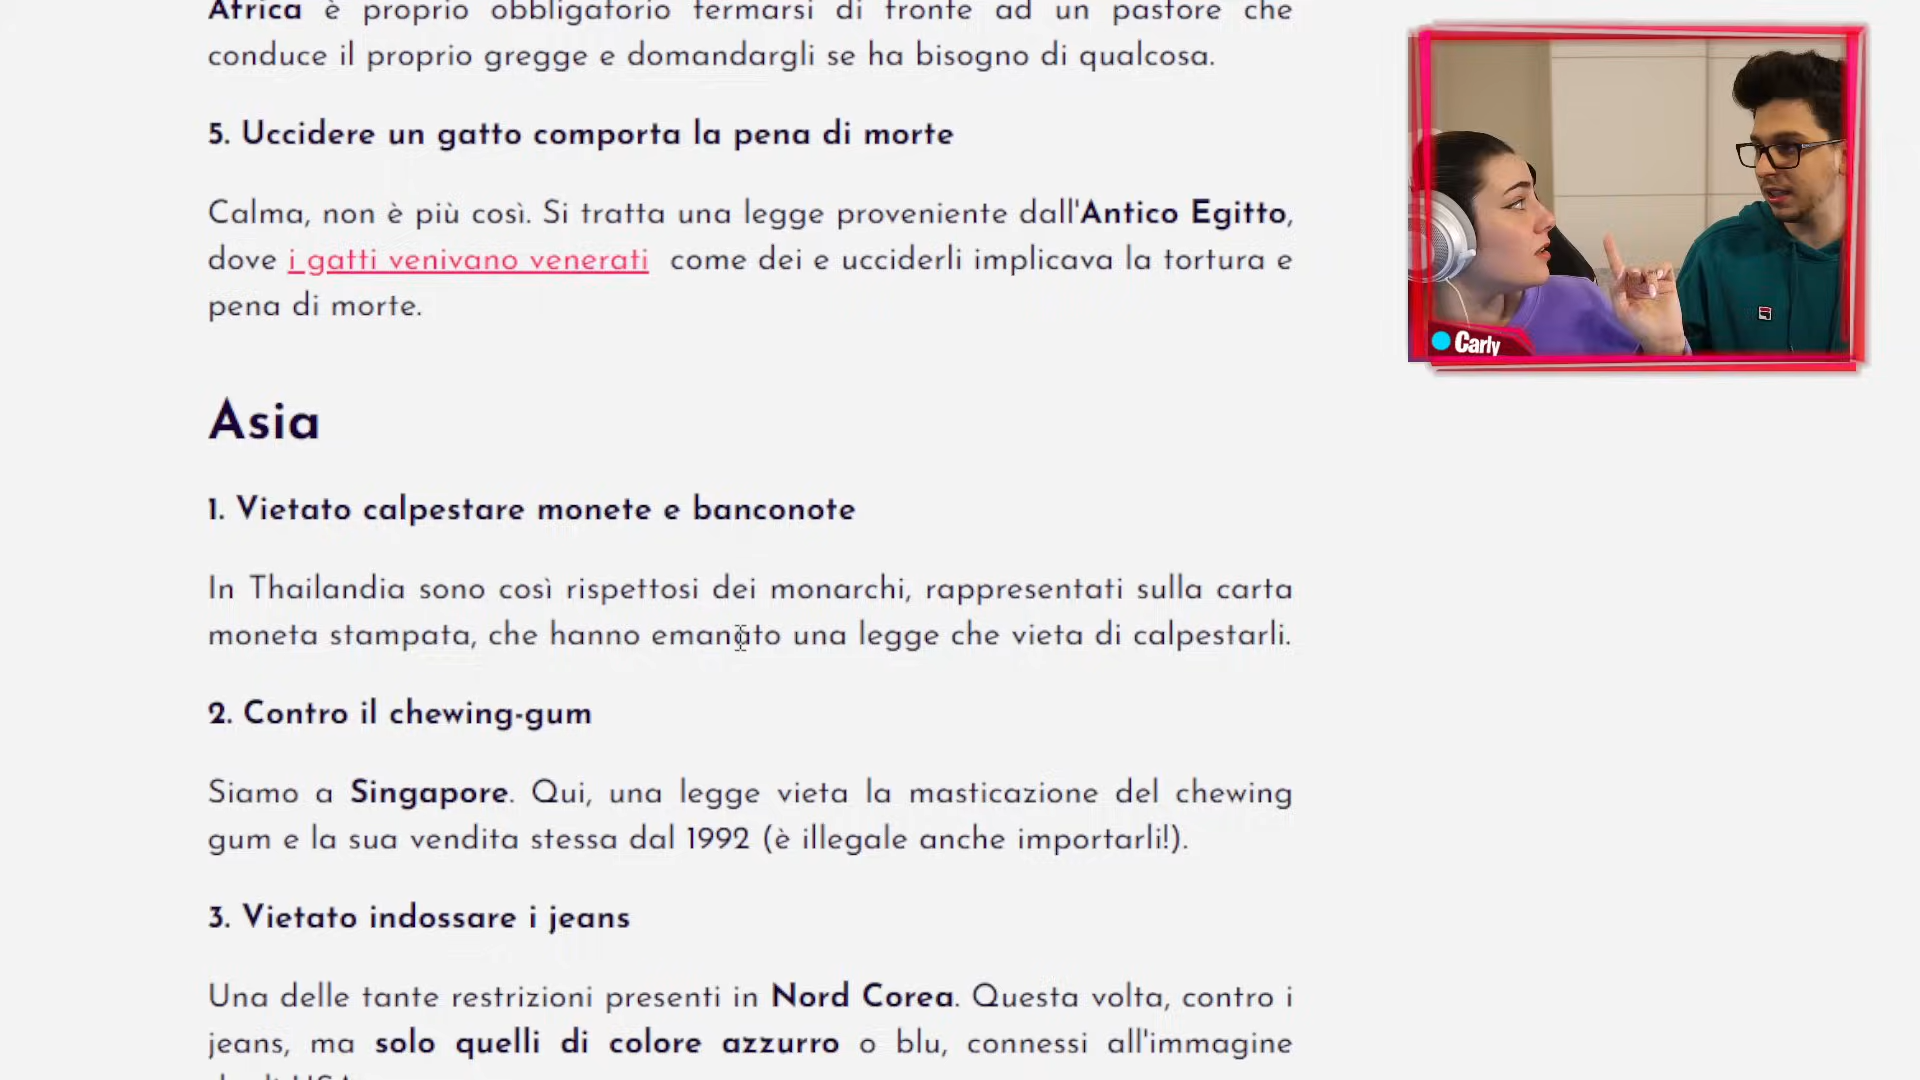 Africa è proprio obbligatorio fermarsi di fronte ad un pastore che
conduce il proprio gregge e domandargli se ha bisogno di qualcosa.
5. Uccidere un gatto comporta la pena di morte
Calma, non è più così. Si tratta una legge proveniente dall'Antico Egitto,
dove i gatti venivano venerati come dei e ucciderli implicava la tortura e
pena di morte.
Asia
1. Vietato calpestare monete e banconote
In Thailandia sono così rispettosi dei monarchi, rappresentati sulla carta
moneta stampata, che hanno emanato una legge che vieta di calpestarli.
2. Contro il chewing-gum
Siamo a Singapore. Qui, una legge vieta la masticazione del chewing
gum e la sua vendita stessa dal 1992 (è illegale anche importarli!).
3. Vietato indossare i jeans
Una delle tante restrizioni presenti in Nord Corea. Questa volta, contro i
jeans, ma solo quelli di colore azzurro o blu, connessi all'immagine
Carly